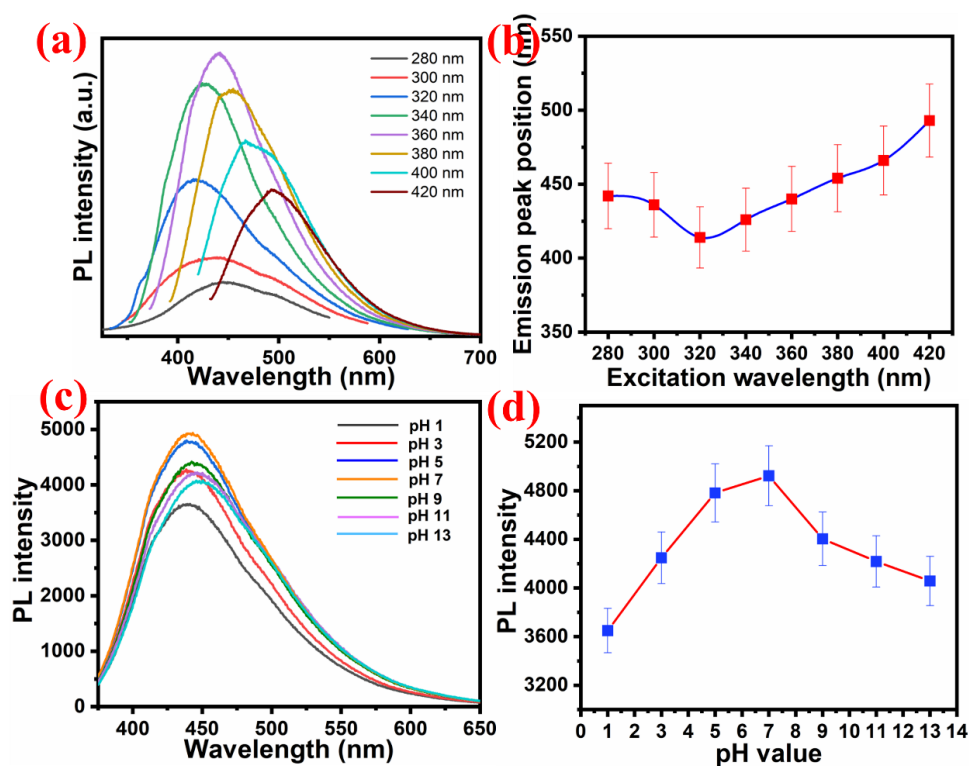 (a)
PL intensity (a.u.)
280 nm
300 nm
320 nm
340 nm
360 nm
380 nm
400 nm
420 nm
400
500
600
700
Wavelength (nm)
(b)
Emission peak position (nm)
550
500
450
400
350
280 300 320 340 360 380 400 420
Excitation wavelength (nm)
(c)
PL intensity
5000
4000
3000
2000
1000
0
pH 1
pH 3
pH 5
pH 7
pH 9
pH 11
pH 13
400 450 500 550 600 650
Wavelength (nm)
(d)
PL intensity
5200
4800
4400
4000
3600
3200
0 1 2 3 4 5 6 7 8 9 10 11 12 13 14
pH value